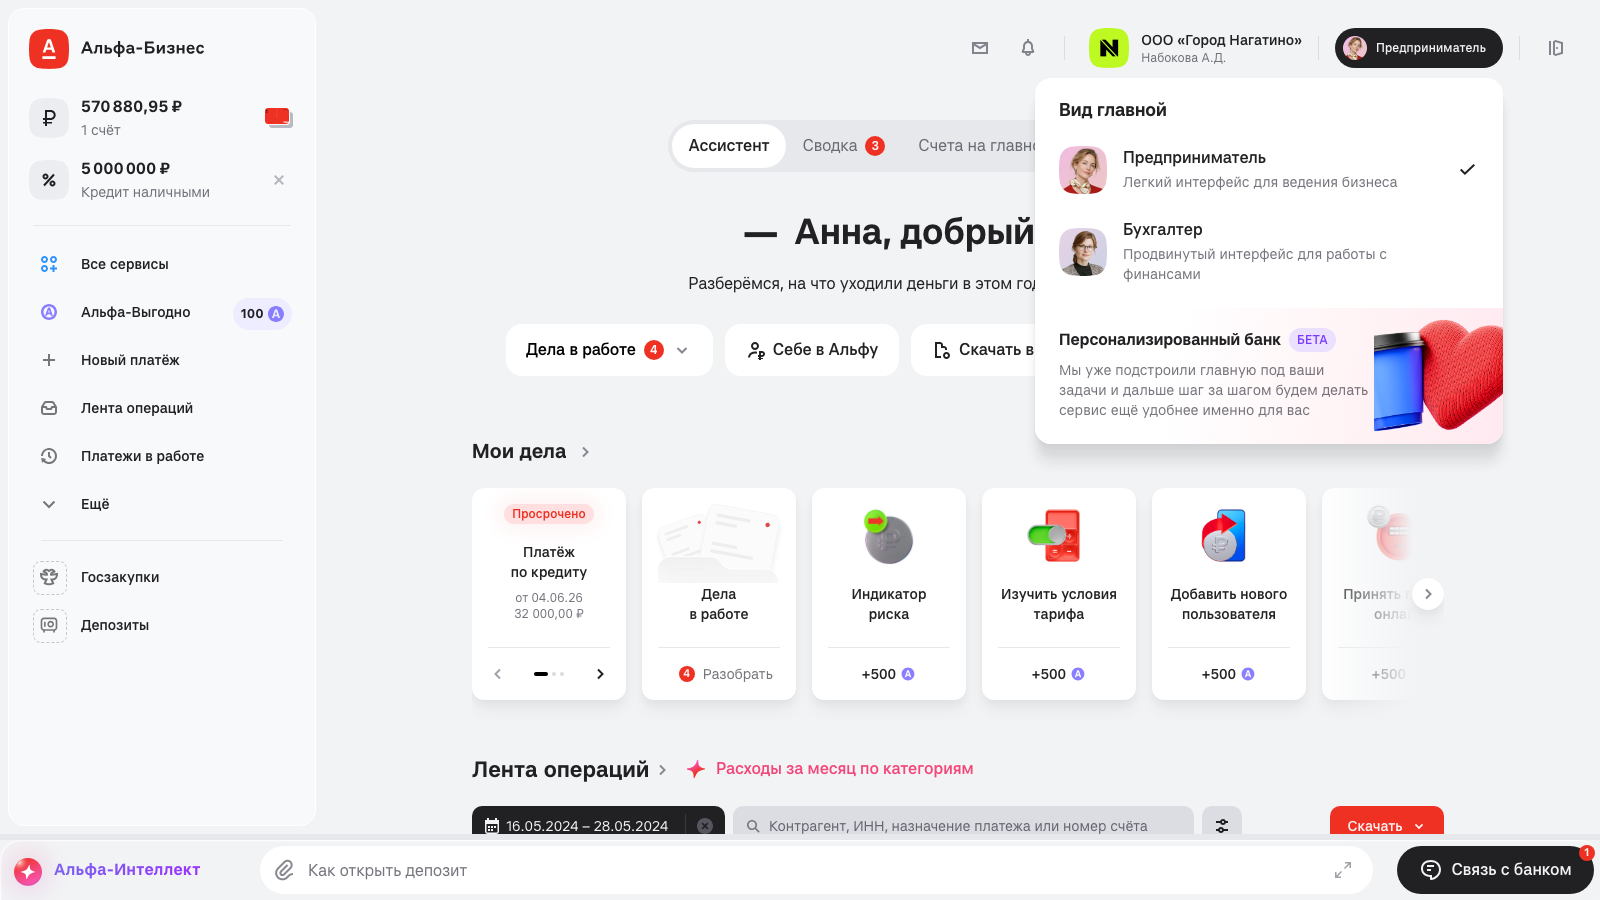 Альфа-Бизнес
570 880,95 ₽
1 счёт
5 000 000 ₽
Кредит наличными
Все сервисы
Альфа-Выгодно
100
Новый платёж
Лента операций
Платежи в работе
Ещё
Госзакупки
Депозиты
ООО «Город Нагатино»
Набокова А.Д.
Предприниматель
Ассистент
Сводка 3
Счета на главно
— Анна, добрый
Разберёмся, на что уходили деньги в этом год
Дела в работе 4
Себе в Альфу
Скачать в
Вид главной
Предприниматель
Легкий интерфейс для ведения бизнеса
Бухгалтер
Продвинутый интерфейс для работы с
финансами
Персонализированный банк БЕТА
Мы уже подстроили главную под ваши
задачи и дальше шаг за шагом будем делать
сервис ещё удобнее именно для вас
Мои дела
Просрочено
Платёж
по кредиту
от 04.06.26
32 000,00 ₽
Дела
в работе
4 Разобрать
Индикатор
риска
+500
Изучить условия
тарифа
+500
Добавить нового
пользователя
+500
Принять
онла
+500
Лента операций
Расходы за месяц по категориям
16.05.2024 – 28.05.2024
Контрагент, ИНН, назначение платежа или номер счёта
Скачать
Альфа-Интеллект
Как открыть депозит
Связь с банком
1